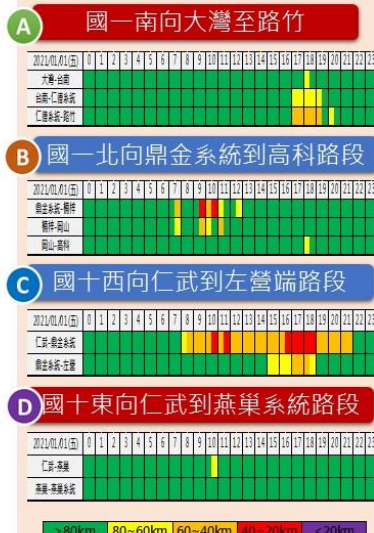 A 國一南向大灣至路竹
2021/01/01(五) 0 1 2 3 4 5 6 7 8 9 10 11 12 13 14 15 16 17 18 19 20 21 22 23
大灣-台南
台南-仁德系統
仁德系統-路竹
B 國一北向鼎金系統到高科路段
2021/01/01(五) 0 1 2 3 4 5 6 7 8 9 10 11 12 13 14 15 16 17 18 19 20 21 22 23
鼎金系統-楠梓
楠梓-岡山
岡山-高科
C 國十西向仁武到左營端路段
2021/01/01(五) 0 1 2 3 4 5 6 7 8 9 10 11 12 13 14 15 16 17 18 19 20 21 22 23
仁武-鼎金系統
鼎金系統-左營
D 國十東向仁武到燕巢系統路段
2021/01/01(五) 0 1 2 3 4 5 6 7 8 9 10 11 12 13 14 15 16 17 18 19 20 21 22 23
仁武-燕巢
燕巢-燕巢系統
>80km 80~60km 60~40km 40~20km <20km